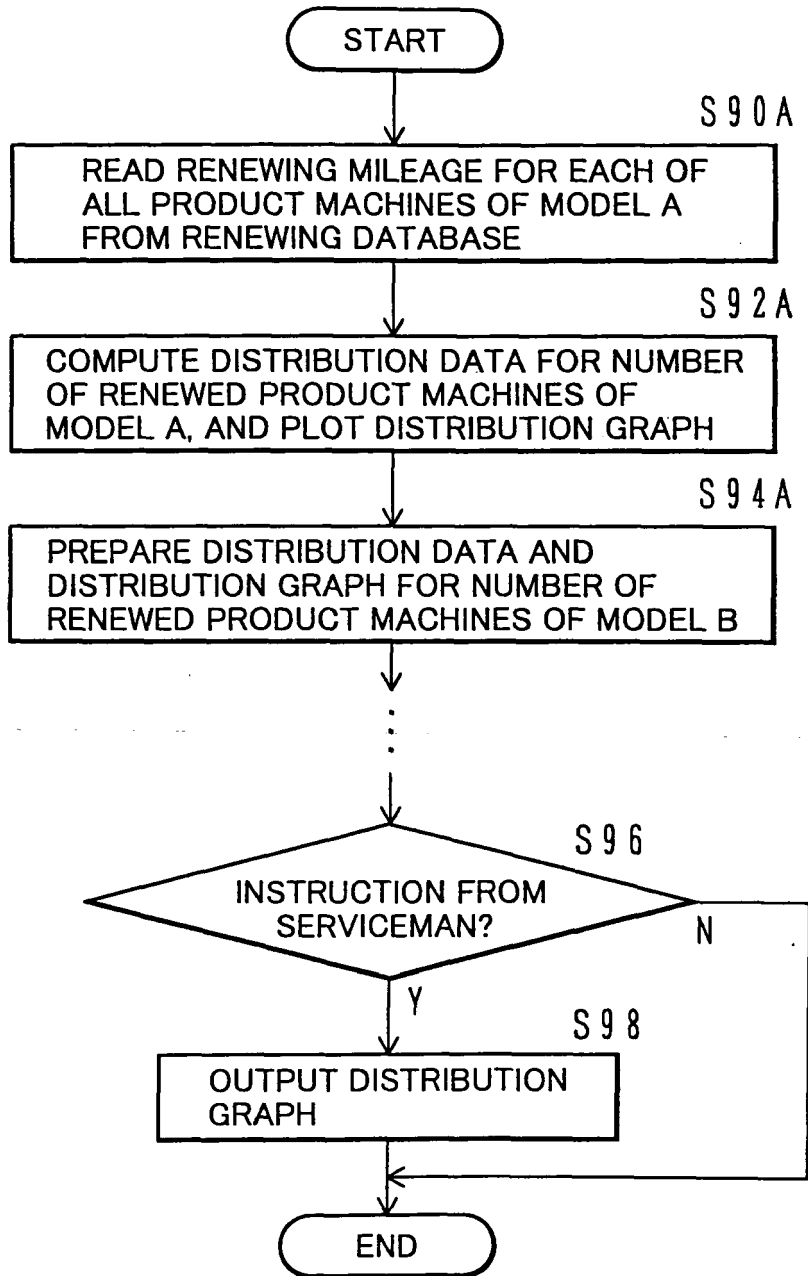 START
S90A
READ RENEWING MILEAGE FOR EACH OF
ALL PRODUCT MACHINES OF MODEL A
FROM RENEWING DATABASE
S92A
COMPUTE DISTRIBUTION DATA FOR NUMBER
OF RENEWED PRODUCT MACHINES OF
MODEL A, AND PLOT DISTRIBUTION GRAPH
S94A
PREPARE DISTRIBUTION DATA AND
DISTRIBUTION GRAPH FOR NUMBER OF
RENEWED PRODUCT MACHINES OF MODEL B
S96
INSTRUCTION FROM
SERVICEMAN?
N
Y
S98
OUTPUT DISTRIBUTION
GRAPH
END